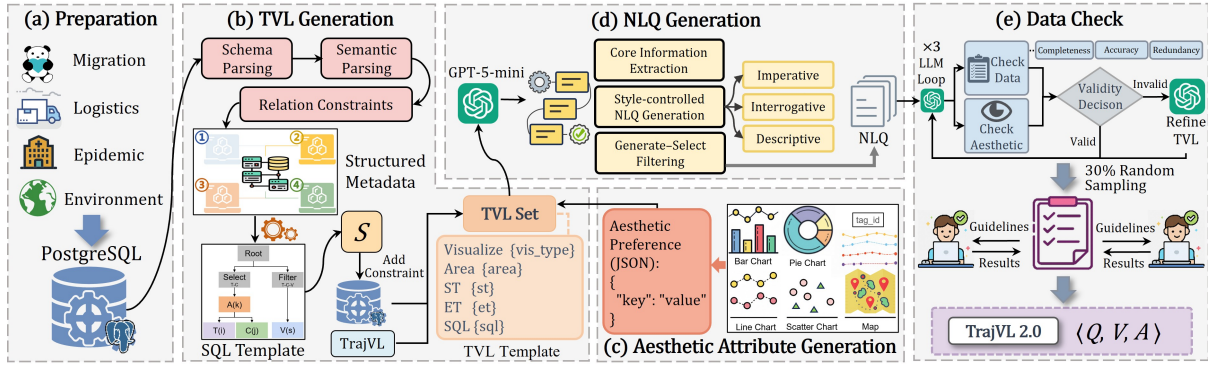 (a) Preparation
Migration
Logistics
Epidemic
Environment
PostgreSQL
(b) TVL Generation
Schema
Parsing
Semantic
Parsing
Relation Constraints
1
2
3
4
Structured
Metadata
Root
Select
T-C
Filter
T-C-V
A(k)
T(i)
C(j)
V(s)
SQL Template
S
Add
Constraint
TrajVL
TVL Set
Visualize {vis_type}
Area {area}
ST {st}
ET {et}
SQL {sql}
TVL Template
(d) NLQ Generation
GPT-5-mini
Core Information
Extraction
Style-controlled
NLQ Generation
Generate–Select
Filtering
Imperative
Interrogative
Descriptive
NLQ
Aesthetic
Preference
(JSON):
{
"key": "value"
}
Bar Chart
Pie Chart
tag_id
Line Chart
Scatter Chart
Map
(c) Aesthetic Attribute Generation
(e) Data Check
×3
LLM
Loop
Check
Data
Check
Aesthetic
Completeness
Accuracy
Redundancy
Validity
Decison
Invalid
Valid
Refine
TVL
30% Random
Sampling
Guidelines
Results
Guidelines
Results
TrajVL 2.0
⟨Q, V, A⟩